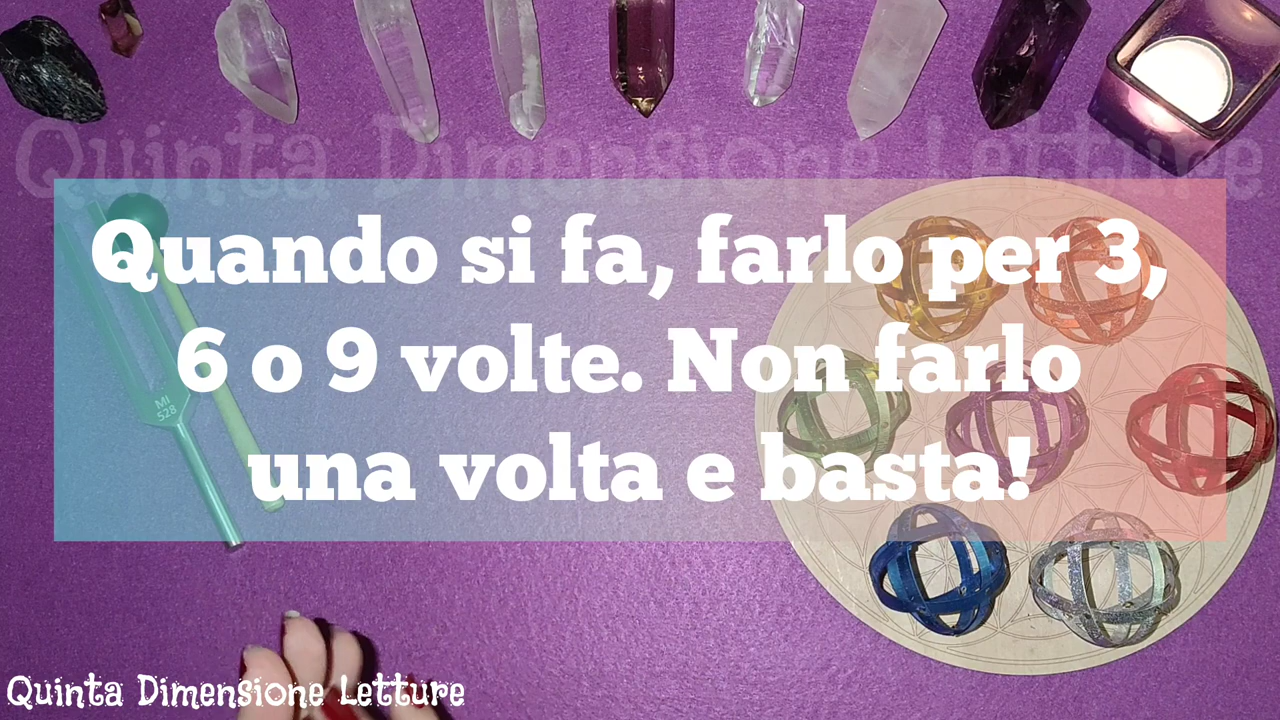 Quinta Dimensione Letture
Quando si fa, farlo per 3,
6 o 9 volte. Non farlo
una volta e basta!
MI
528
Quinta Dimensione Letture